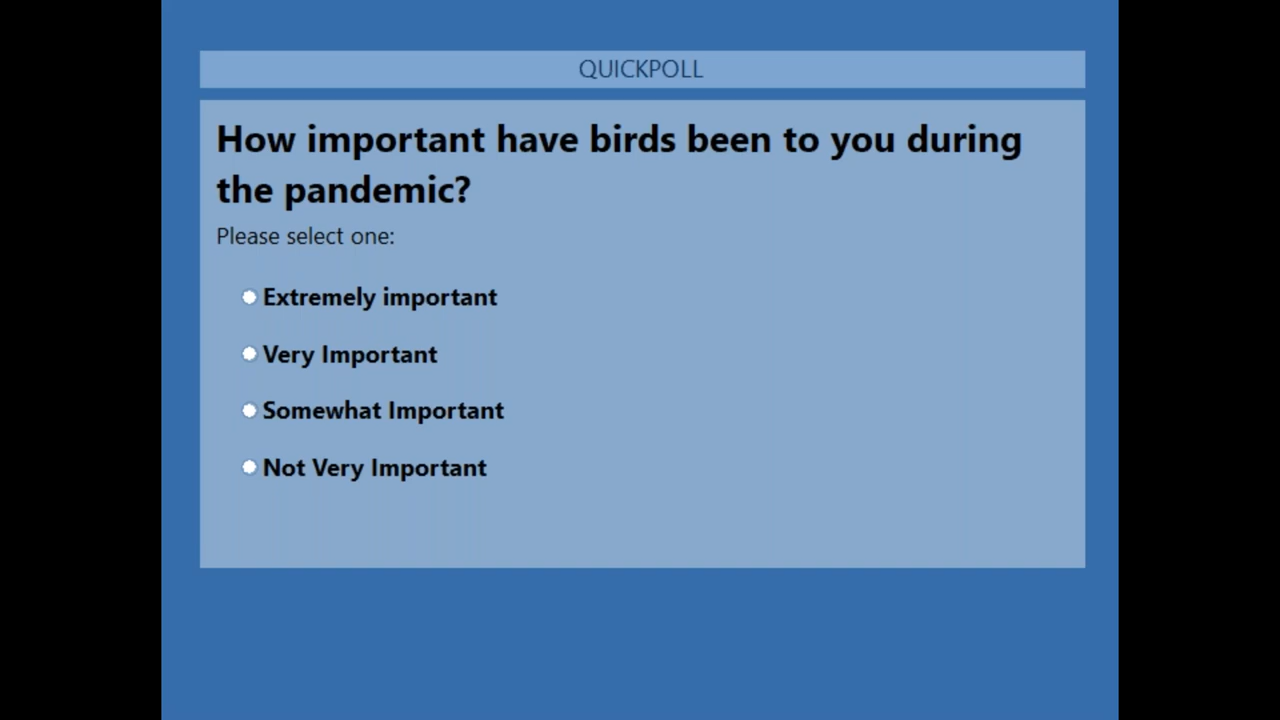 QUICKPOLL
How important have birds been to you during
the pandemic?
Please select one:
Extremely important
Very Important
Somewhat Important
Not Very Important